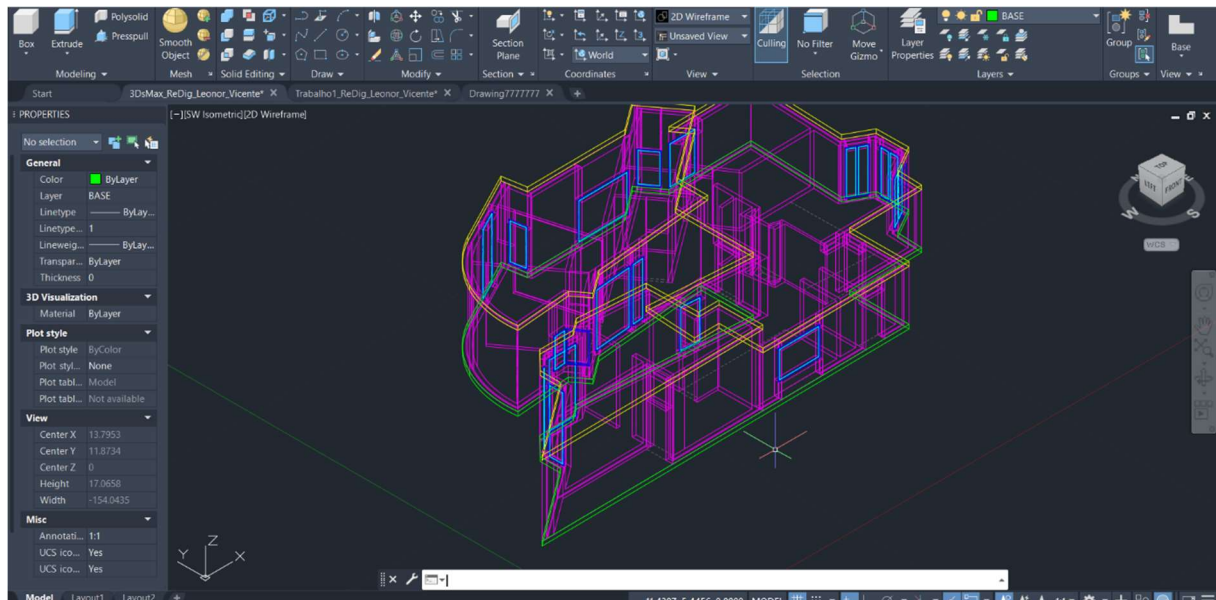 Box
Extrude
Polysolid
Presspull
Smooth
Object
Section
Plane
World
2D Wireframe
Unsaved View
Culling
No Filter
Move
Gizmo
Layer
Properties
BASE
Group
Base
Modeling
Mesh
Solid Editing
Draw
Modify
Section
Coordinates
View
Selection
Layers
Groups
View
Start
3DsMax_ReDig_Leonor_Vicente*
Trabalho1_ReDig_Leonor_Vicente*
Drawing7777777
PROPERTIES
[−][SW Isometric][2D Wireframe]
No selection
General
Color ByLayer
Layer BASE
Linetype ByLay...
Linetype... 1
Lineweig... ByLay...
Transpar... ByLayer
Thickness 0
3D Visualization
Material ByLayer
Plot style
Plot style ByColor
Plot styl... None
Plot tabl... Model
Plot tabl... Not available
View
Center X 13.7953
Center Y 11.8734
Center Z 0
Height 17.0658
Width -154.0435
Misc
Annotati... 1:1
UCS ico... Yes
UCS ico... Yes
TOP
FRONT
W
S
WCS
Z
Y
X
Model
Layout1
Layout2
MODEL